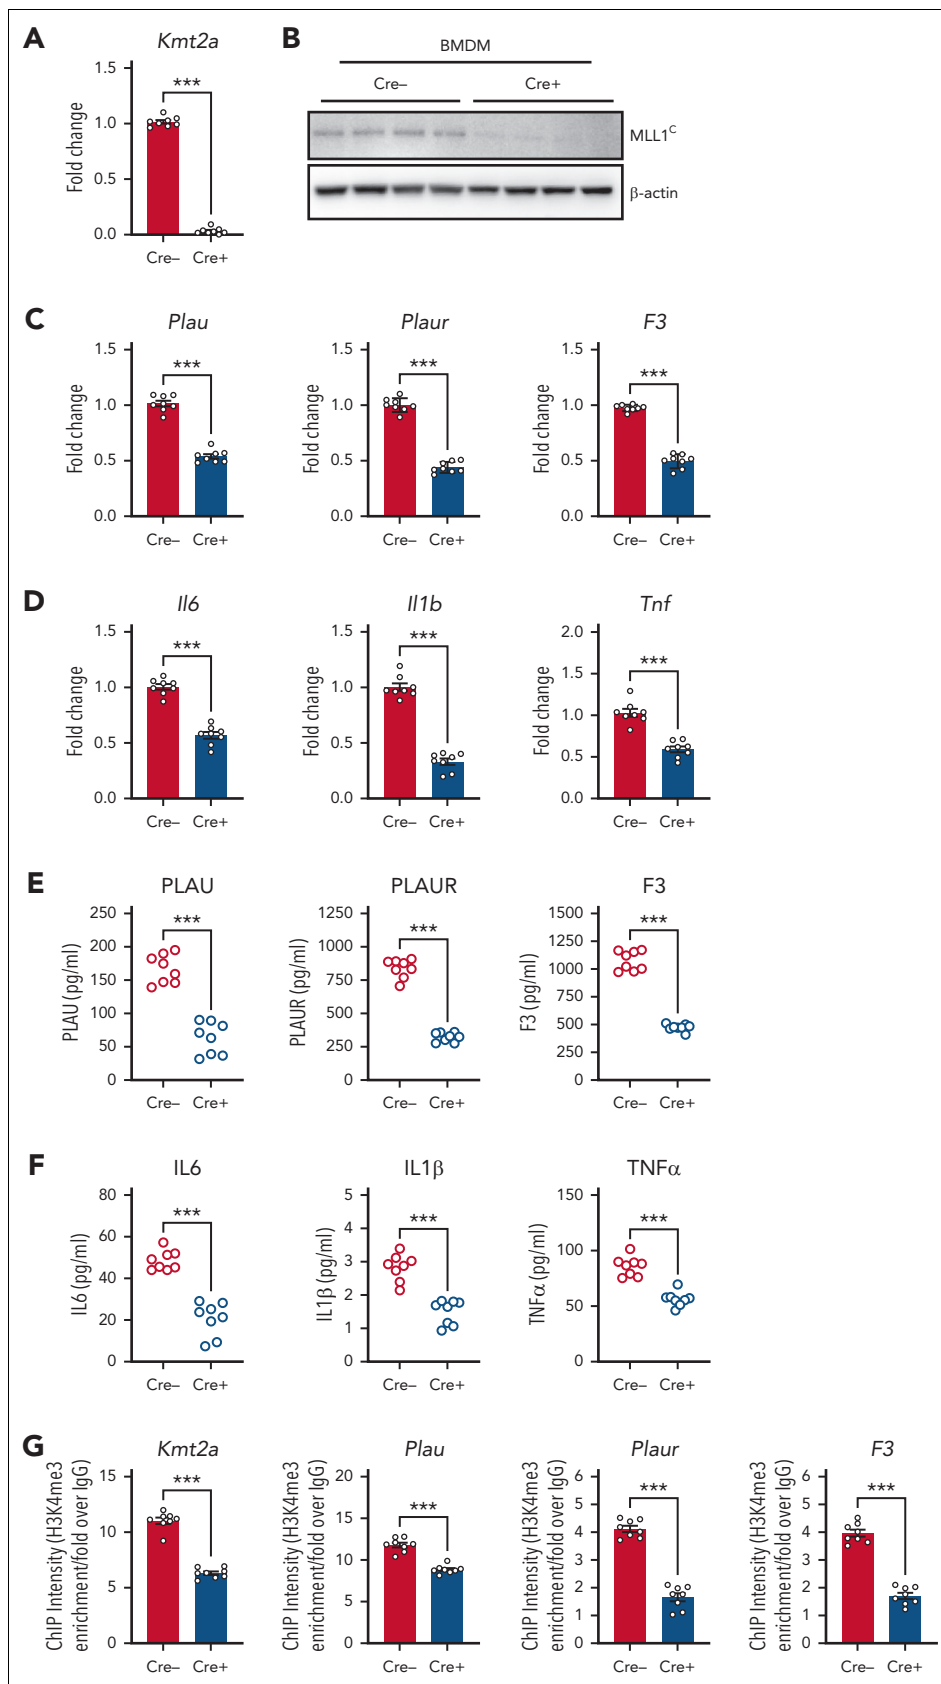 A
Kmt2a
Fold change
1.5
1.0
0.5
0.0
***
Cre– Cre+
B
BMDM
Cre– Cre+
MLL1C
β-actin
C
Plau
Fold change
1.5
1.0
0.5
0.0
***
Cre– Cre+
Plaur
Fold change
1.5
1.0
0.5
0.0
***
Cre– Cre+
F3
Fold change
1.5
1.0
0.5
0.0
***
Cre– Cre+
D
Il6
Fold change
1.5
1.0
0.5
0.0
***
Cre– Cre+
Il1b
Fold change
1.5
1.0
0.5
0.0
***
Cre– Cre+
Tnf
Fold change
2.0
1.5
1.0
0.5
0.0
***
Cre– Cre+
E
PLAU
PLAU (pg/ml)
250
200
150
100
50
0
***
Cre– Cre+
PLAUR
PLAUR (pg/ml)
1250
1000
750
500
250
0
***
Cre– Cre+
F3
F3 (pg/ml)
1500
1250
1000
750
500
250
0
***
Cre– Cre+
F
IL6
IL6 (pg/ml)
80
60
40
20
0
***
Cre– Cre+
IL1β
IL1β (pg/ml)
5
4
3
2
1
0
***
Cre– Cre+
TNFα
TNFα (pg/ml)
150
100
50
0
***
Cre– Cre+
G
Kmt2a
ChIP Intensity (H3K4me3
enrichment/fold over IgG)
15
10
5
0
***
Cre– Cre+
Plau
ChIP Intensity (H3K4me3
enrichment/fold over IgG)
20
15
10
5
0
***
Cre– Cre+
Plaur
ChIP Intensity (H3K4me3
enrichment/fold over IgG)
6
5
4
3
2
1
0
***
Cre– Cre+
F3
ChIP Intensity (H3K4me3
enrichment/fold over IgG)
6
5
4
3
2
1
0
***
Cre– Cre+